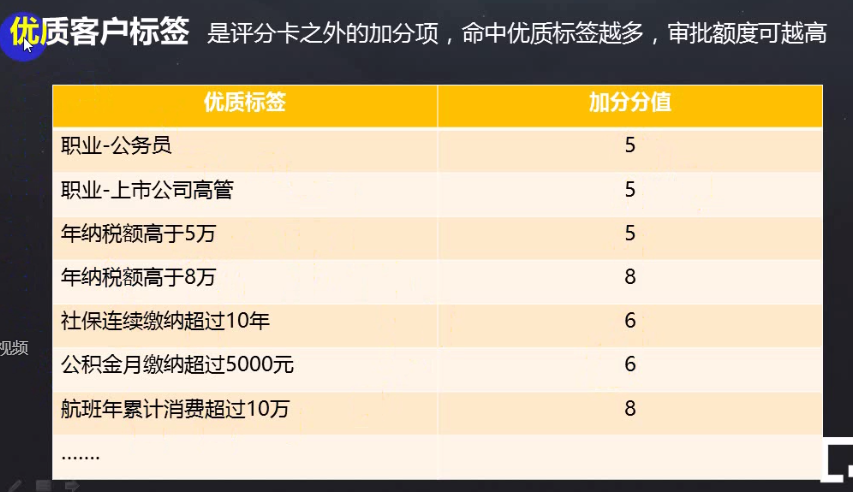 优质客户标签 是评分卡之外的加分项，命中优质标签越多，审批额度可越高
优质标签 加分分值
职业-公务员 5
职业-上市公司高管 5
年纳税额高于5万 5
年纳税额高于8万 8
社保连续缴纳超过10年 6
公积金月缴纳超过5000元 6
航班年累计消费超过10万 8
.......
视频